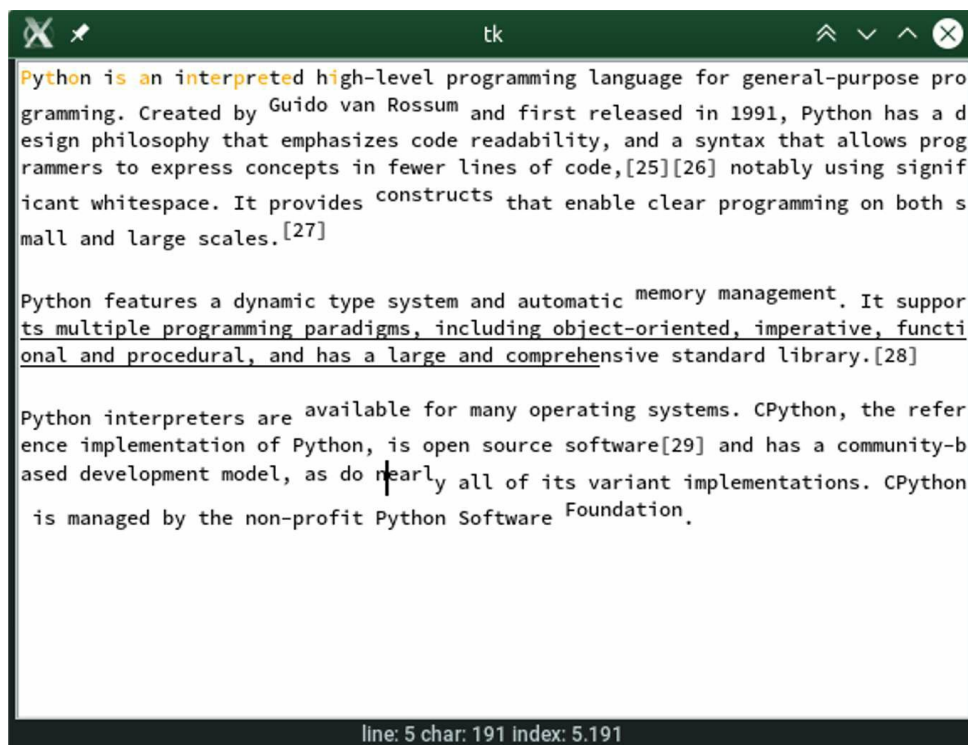 tk
Python is an interpreted high-level programming language for general-purpose pro
gramming. Created by Guido van Rossum and first released in 1991, Python has a d
esign philosophy that emphasizes code readability, and a syntax that allows prog
rammers to express concepts in fewer lines of code,[25][26] notably using signif
icant whitespace. It provides constructs that enable clear programming on both s
mall and large scales.[27]
Python features a dynamic type system and automatic memory management. It suppor
ts multiple programming paradigms, including object-oriented, imperative, functi
onal and procedural, and has a large and comprehensive standard library.[28]
Python interpreters are available for many operating systems. CPython, the refer
ence implementation of Python, is open source software[29] and has a community-b
ased development model, as do nearly all of its variant implementations. CPython
is managed by the non-profit Python Software Foundation.
line: 5 char: 191 index: 5.191